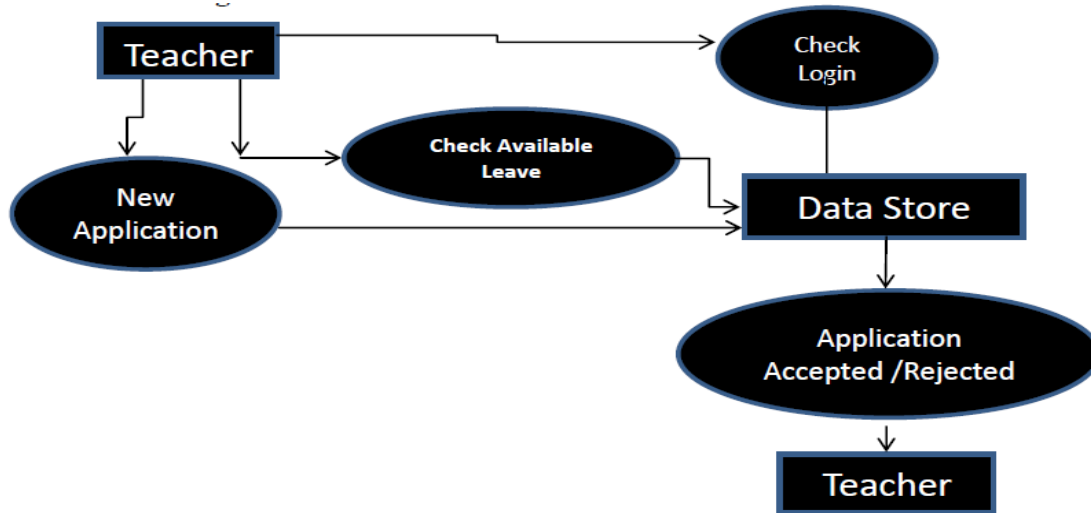 Teacher
Check
Login
Check Available
Leave
New
Application
Data Store
Application
Accepted /Rejected
Teacher